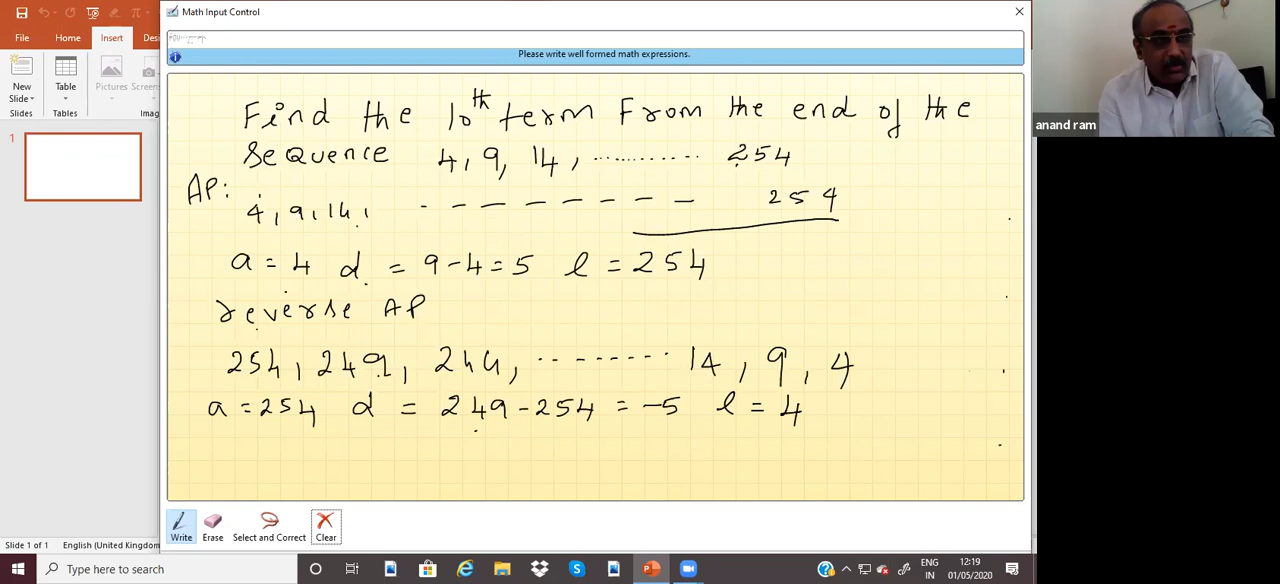 File Home Insert Des
New Slide
Table
Pictures
Screens
Slides Tables Imag
1
Math Input Control
Please write well formed math expressions.
Find the 10th term From the end of the
Sequence 4, 9, 14, ............ 254
AP: 4, 9, 14, - - - - - - - - 254
a = 4 d = 9 - 4 = 5 l = 254
reverse AP
254, 249, 244, ......... 14, 9, 4
a = 254 d = 249 - 254 = -5 l = 4
anand ram
Write Erase Select and Correct Clear
Slide 1 of 1 English (United Kingdom
Type here to search
ENG
IN
12:19
01/05/2020